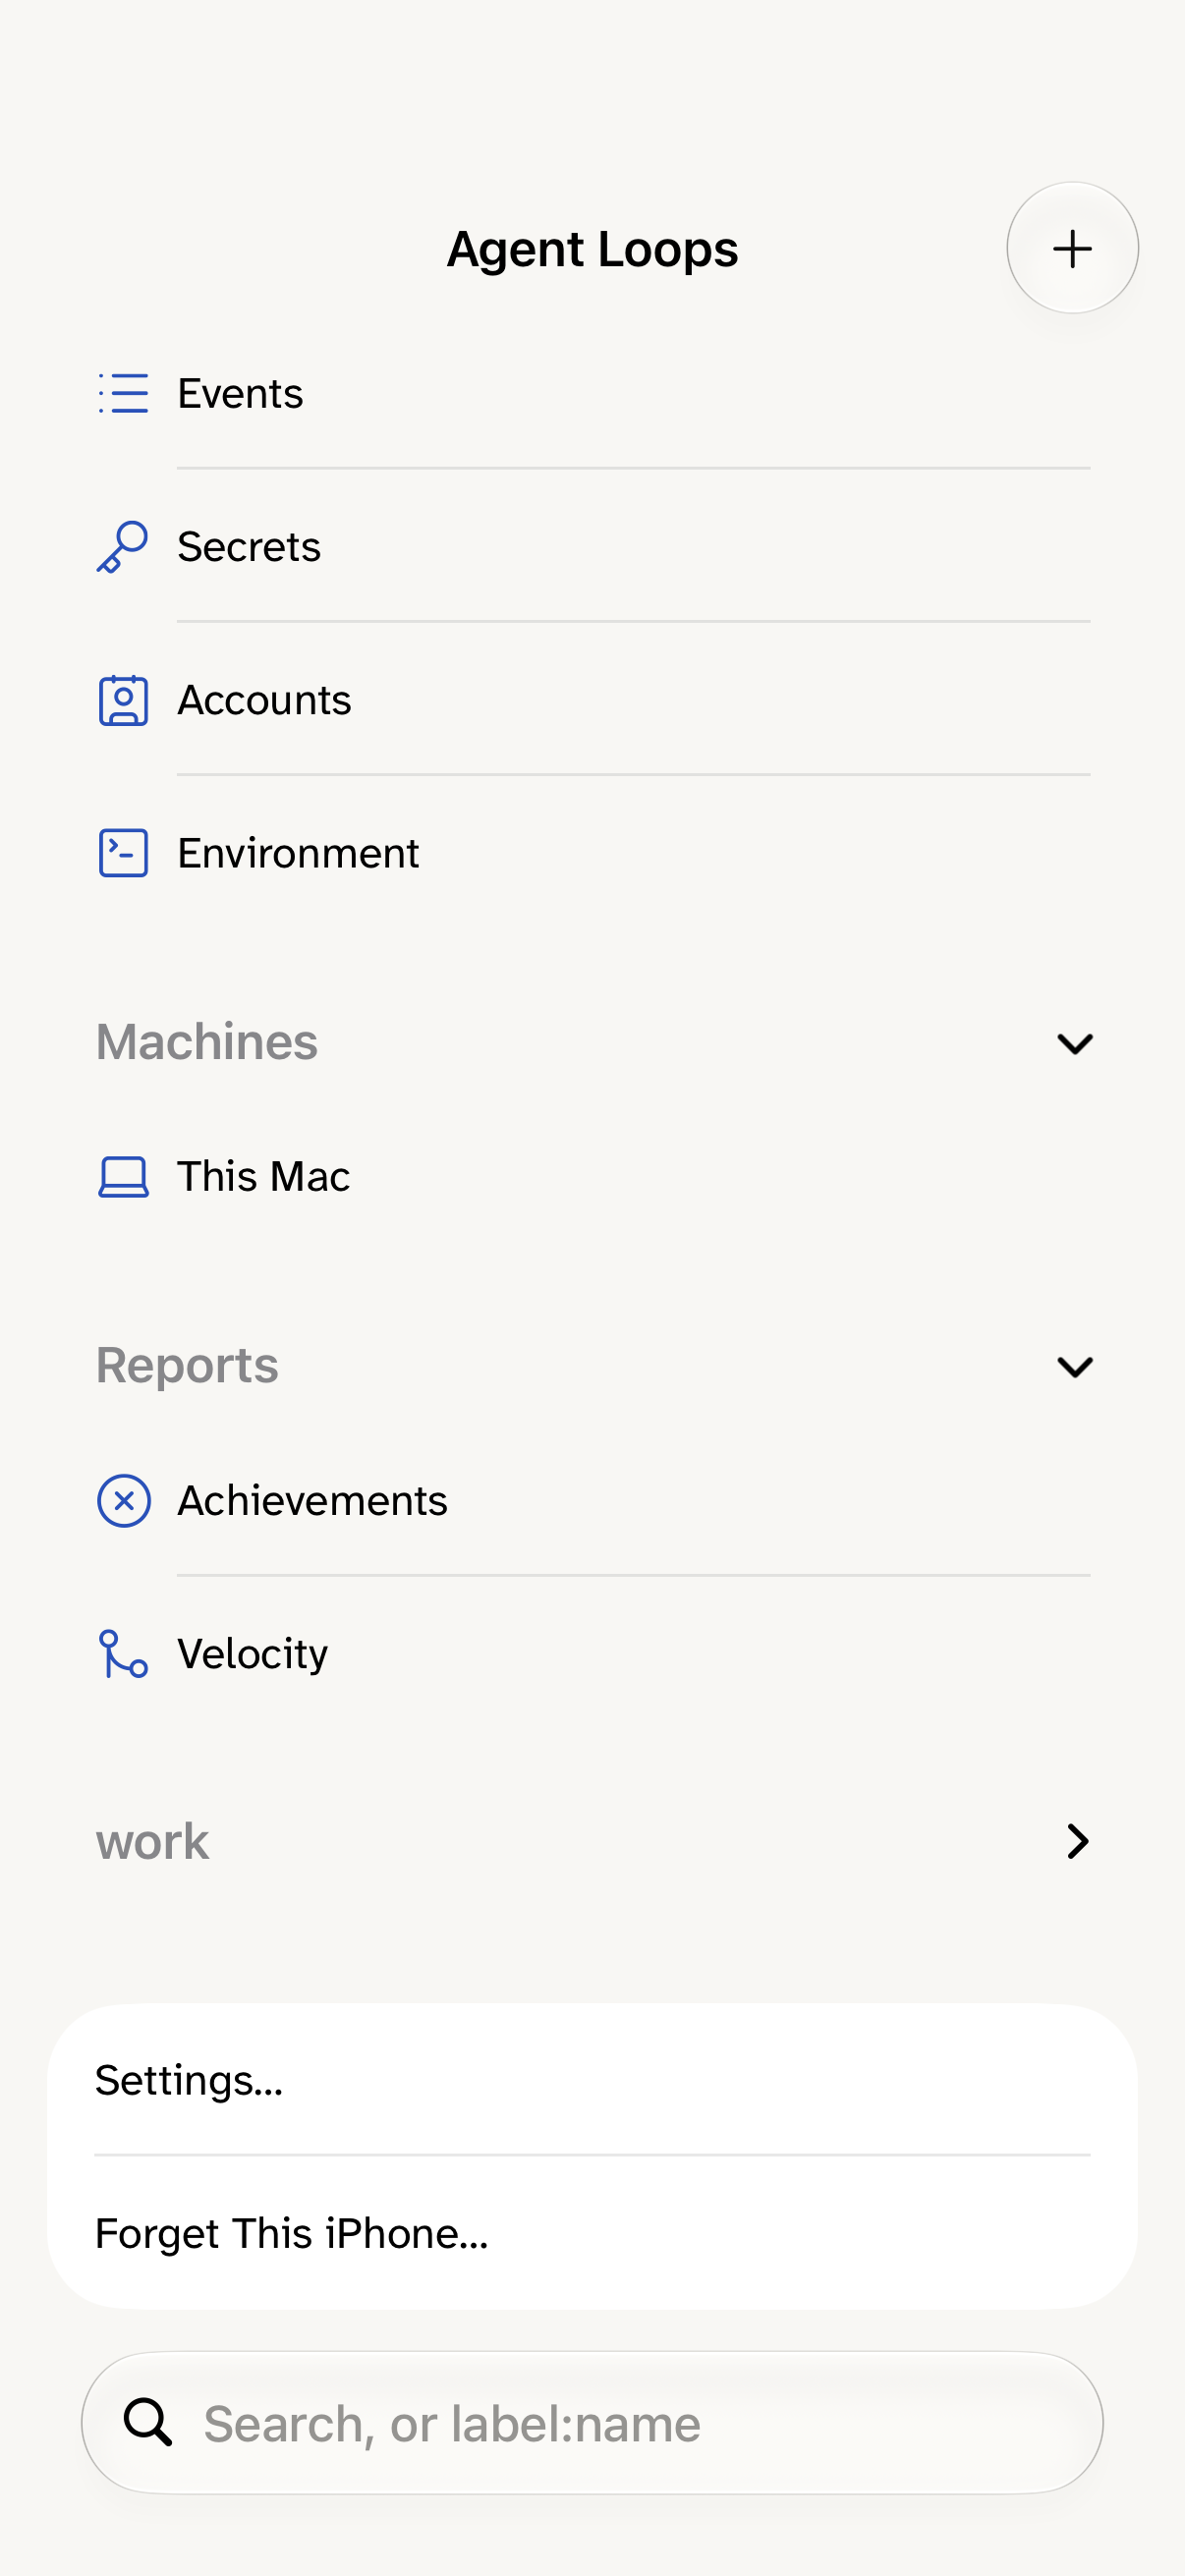 Agent Loops
Events
Secrets
Accounts
Environment
Machines
This Mac
Reports
Achievements
Velocity
work
Settings...
Forget This iPhone...
Search, or label:name